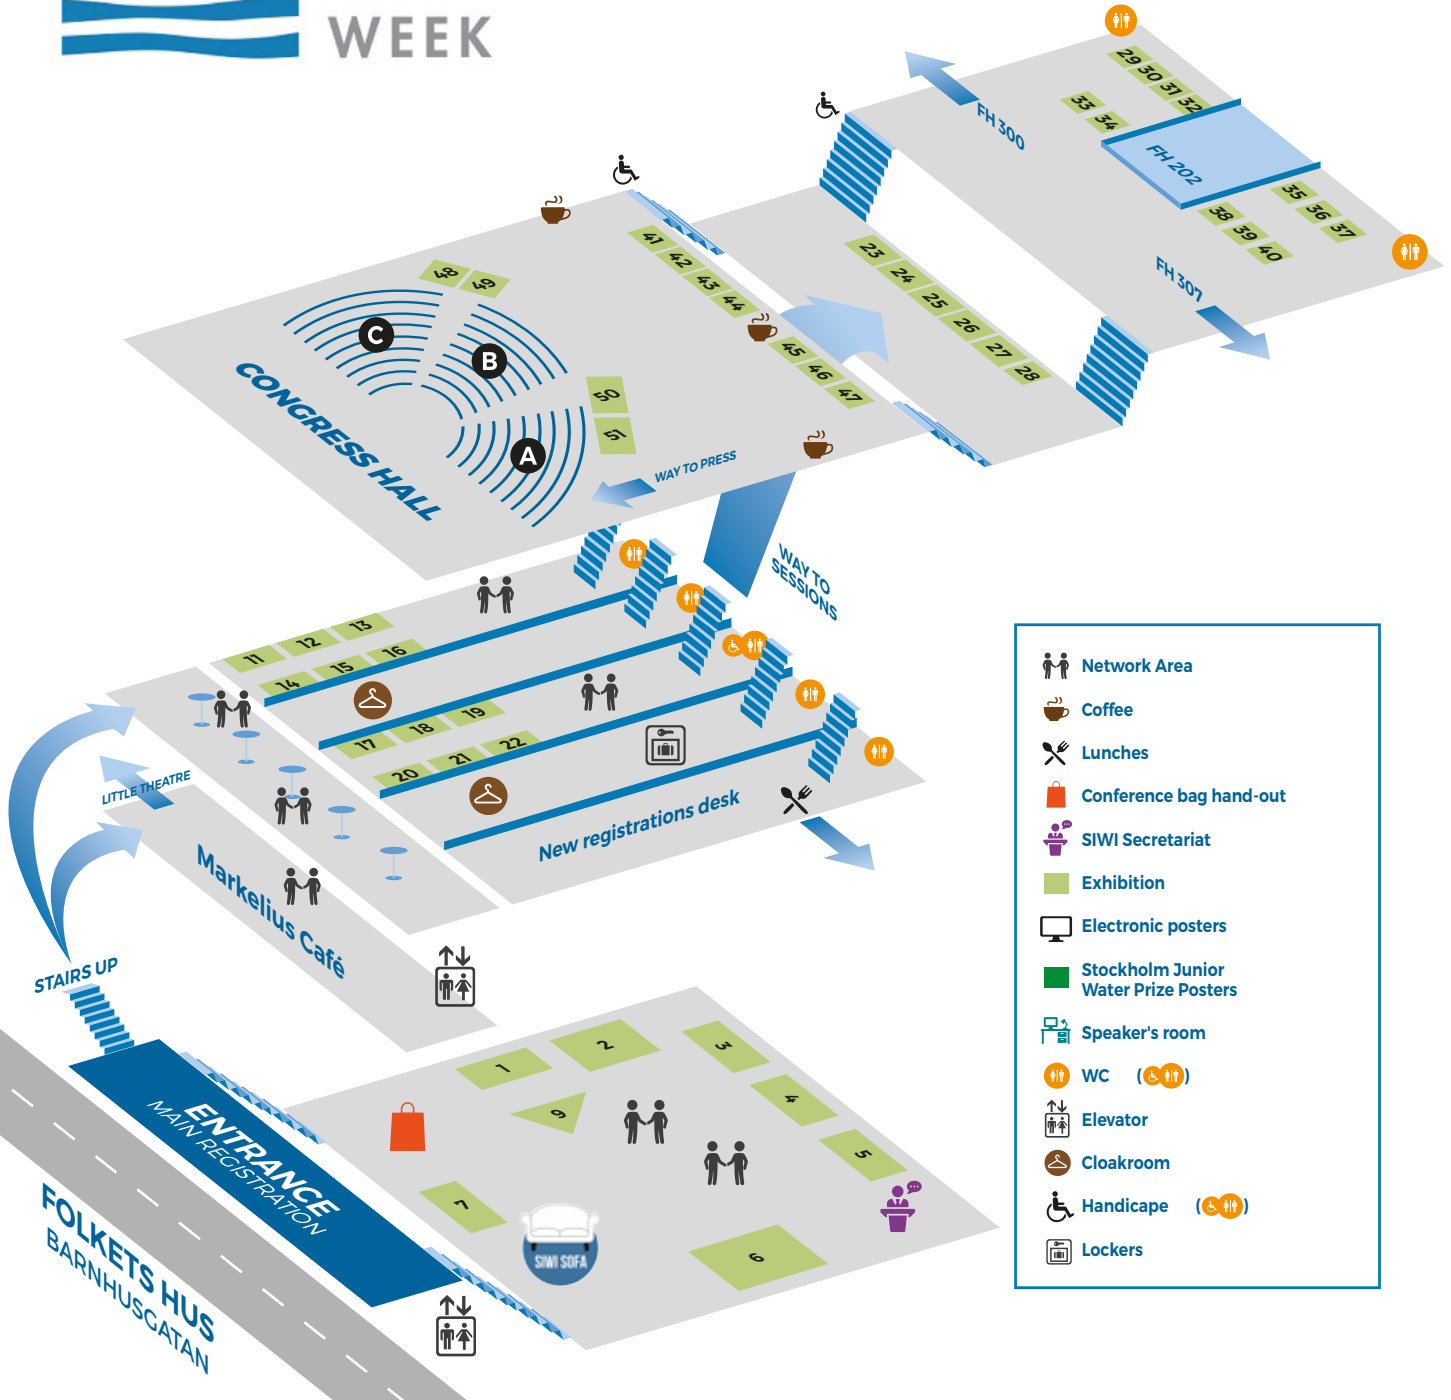 WEEK
29
30
31
32
33
34
FH 300
FH 202
35
36
37
38
39
40
FH 307
41
42
43
44
45
46
47
23
24
25
26
27
28
48
49
C
B
A
50
51
CONGRESS HALL
WAY TO PRESS
WAY TO
SESSIONS
11
12
13
14
15
16
17
18
19
20
21
22
LITTLE THEATRE
New registrations desk
Markelius Café
STAIRS UP
ENTRANCE
MAIN REGISTRATION
FOLKETS HUS
BARNHUSGATAN
1
2
3
4
5
9
7
6
SIWI SOFA
Network Area
Coffee
Lunches
Conference bag hand-out
SIWI Secretariat
Exhibition
Electronic posters
Stockholm Junior
Water Prize Posters
Speaker's room
WC ( )
Elevator
Cloakroom
Handicape ( )
Lockers